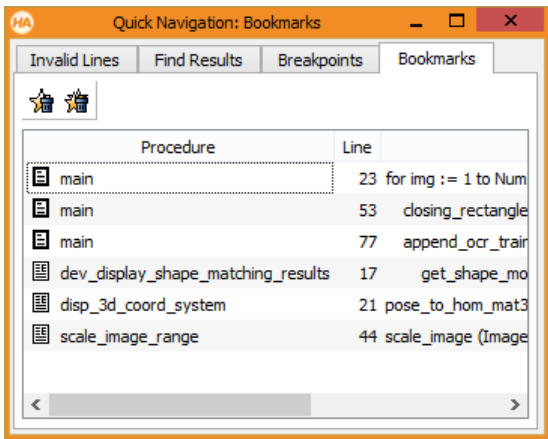 HA Quick Navigation: Bookmarks
Invalid Lines Find Results Breakpoints Bookmarks
Procedure Line
main 23 for img := 1 to Num
main 53 closing_rectangle
main 77 append_ocr_train
dev_display_shape_matching_results 17 get_shape_mo
disp_3d_coord_system 21 pose_to_hom_mat3
scale_image_range 44 scale_image (Image